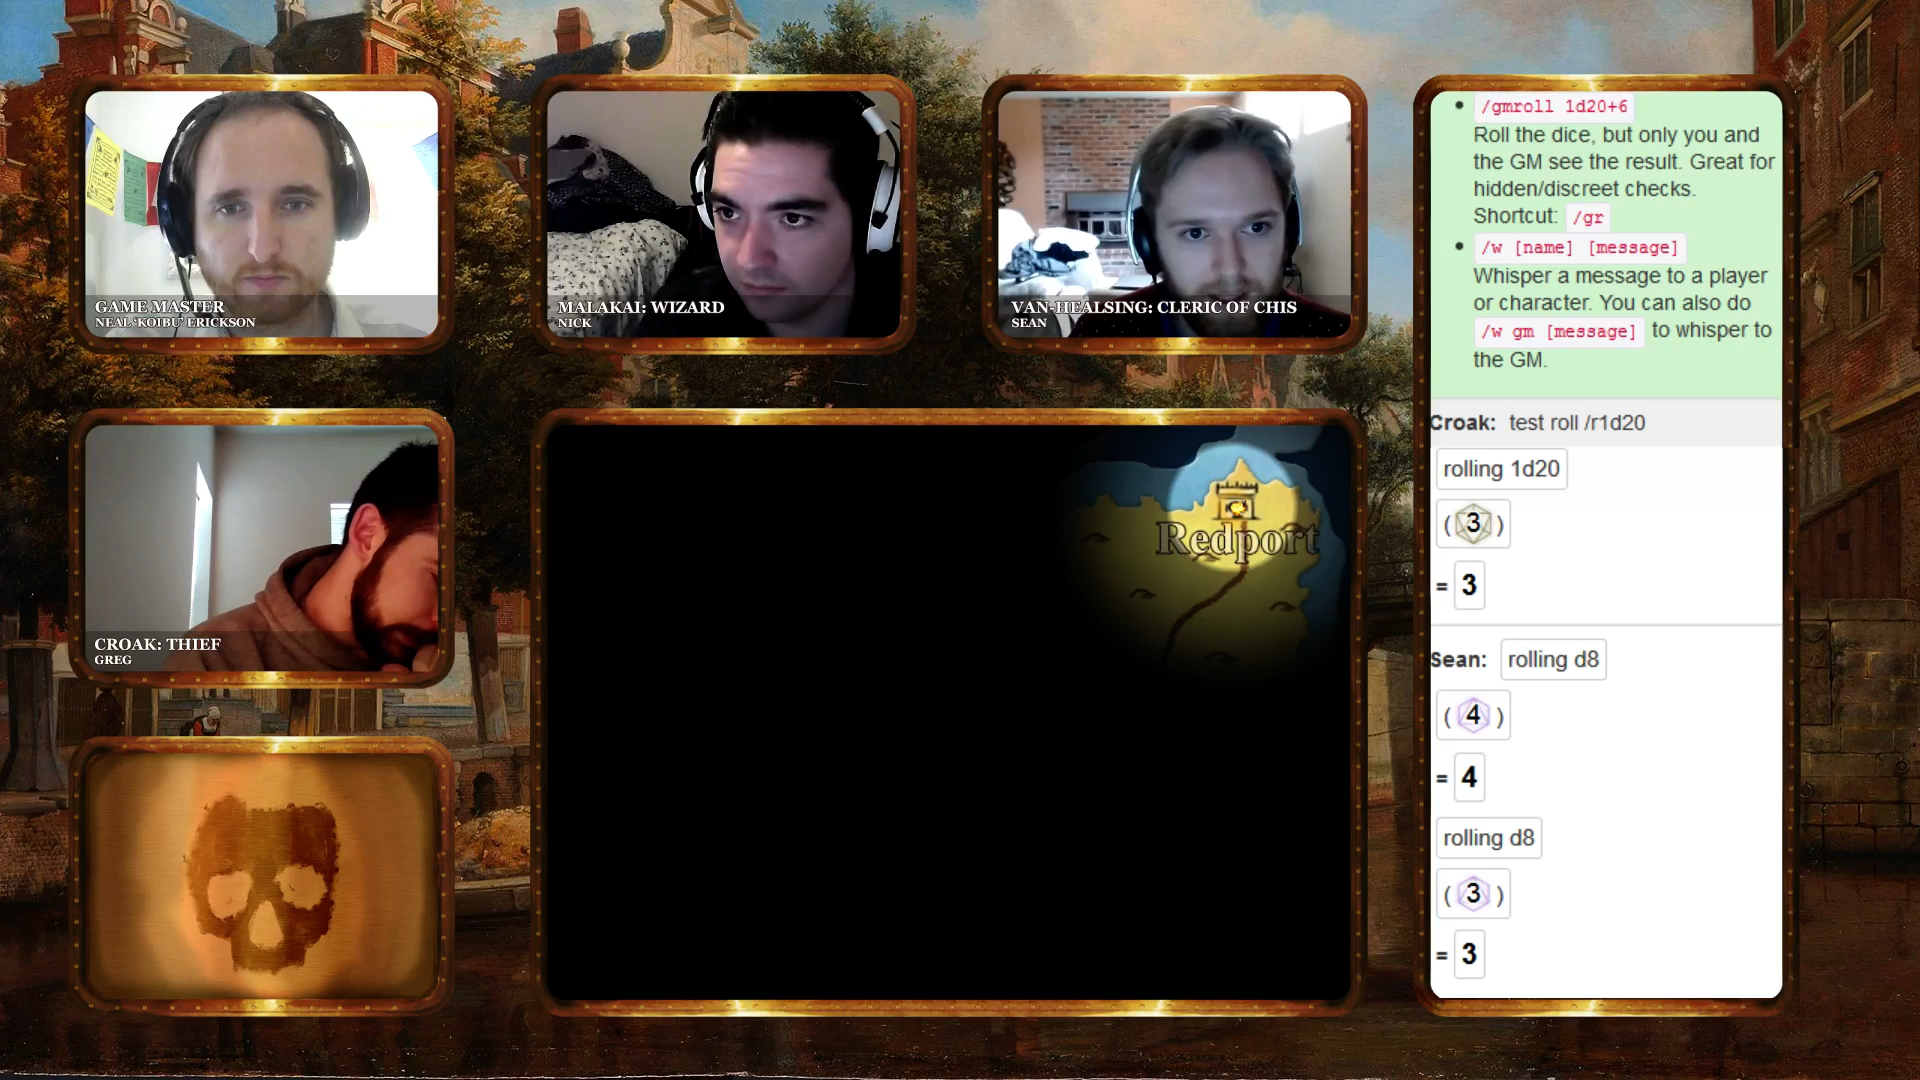 GAME MASTER
NEAL 'KOIBU' ERICKSON
MALAKAI: WIZARD
NICK
VAN-HEALSING: CLERIC OF CHIS
SEAN
CROAK: THIEF
GREG
Redport
/gmroll 1d20+6
Roll the dice, but only you and
the GM see the result. Great for
hidden/discreet checks.
Shortcut: /gr
/w [name] [message]
Whisper a message to a player
or character. You can also do
/w gm [message] to whisper to
the GM.
Croak: test roll /r1d20
rolling 1d20
(3)
= 3
Sean: rolling d8
(4)
= 4
rolling d8
(3)
= 3